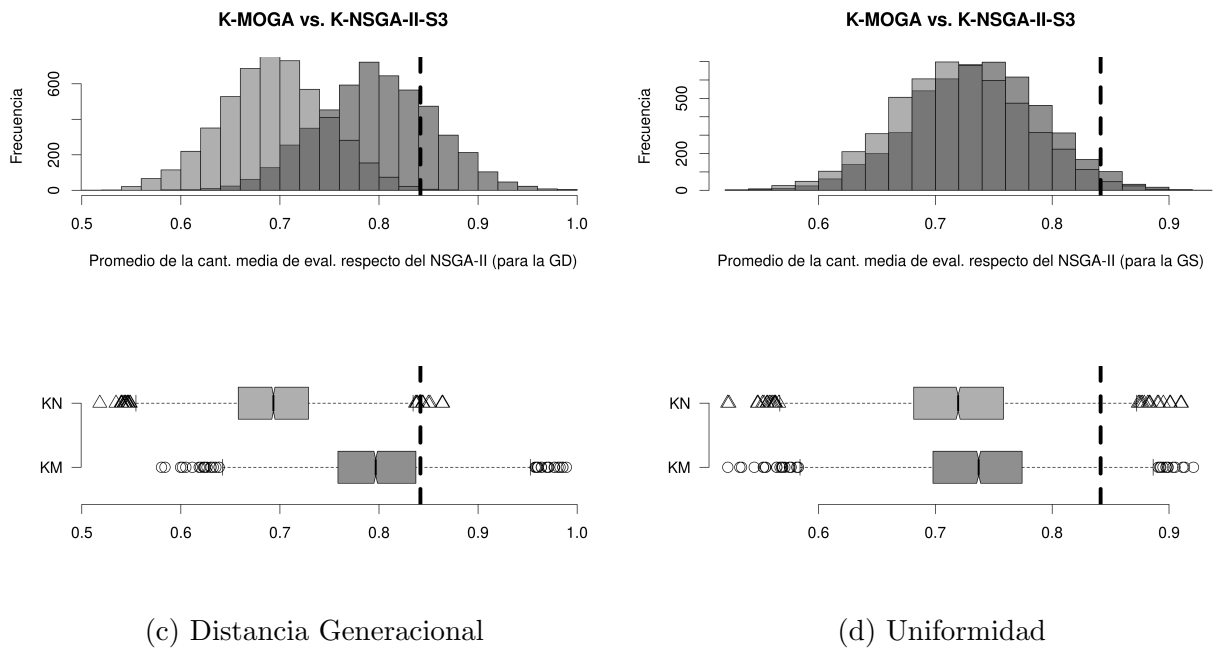 K-MOGA vs. K-NSGA-II-S3
Frecuencia
600
200
0
0.5 0.6 0.7 0.8 0.9 1.0
Promedio de la cant. media de eval. respecto del NSGA-II (para la GD)
KN
KM
0.5 0.6 0.7 0.8 0.9 1.0
(c) Distancia Generacional
K-MOGA vs. K-NSGA-II-S3
Frecuencia
500
200
0
0.6 0.7 0.8 0.9
Promedio de la cant. media de eval. respecto del NSGA-II (para la GS)
KN
KM
0.6 0.7 0.8 0.9
(d) Uniformidad